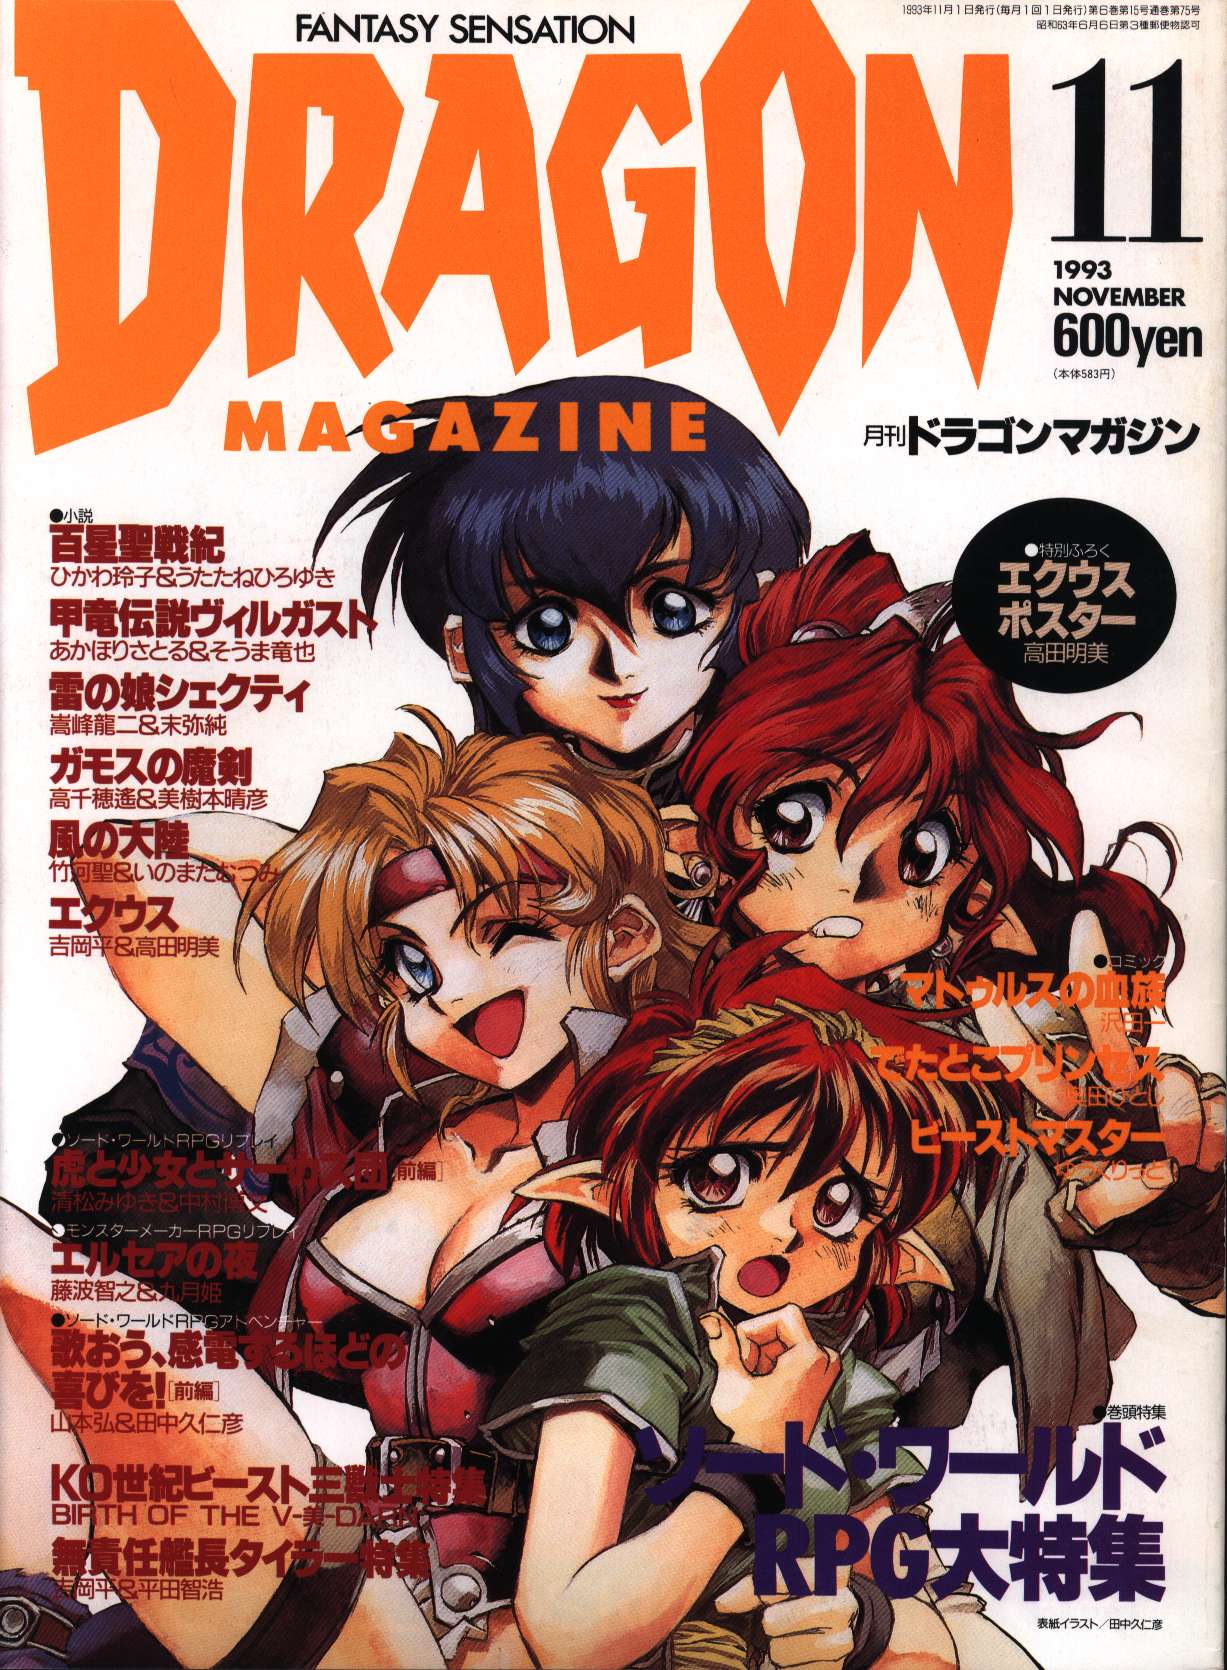 1993年11月1日発行(毎月1回1日発行)第6巻第15号通巻第75号
昭和63年6月6日第3種郵便物認可
FANTASY SENSATION
DRAGON
MAGAZINE
11
1993
NOVEMBER
600yen
(本体583円)
月刊ドラゴンマガジン
●特別ふろく
エクウス
ポスター
高田明美
●小説
百星聖戦紀
ひかわ玲子&うたたねひろゆき
甲竜伝説ヴィルガスト
あかほりさとる&そうま竜也
雷の娘シェクティ
嵩峰龍二&末弥純
ガモスの魔剣
高千穂遙&美樹本晴彦
風の大陸
竹河聖&いのまたむつみ
エクウス
吉岡平&高田明美
●コミック
マトゥルスの血族
沢田一
でたとこプリンセス
奥田ひとし
ビーストマスター
●ソード・ワールドRPGリプレイ
虎と少女とサーカス団[前編]
清松みゆき&中村博文
●モンスターメーカーRPGリプレイ
エルセアの夜
藤波智之&九月姫
●ソード・ワールドRPGアドベンチャー
歌おう、感電するほどの
喜びを![前編]
山本弘&田中久仁彦
KO世紀ビースト三獣士特集
BIRTH OF THE V-美-DARN
無責任艦長タイラー特集
吉岡平&平田智浩
●巻頭特集
ソード・ワールド
RPG大特集
表紙イラスト/田中久仁彦